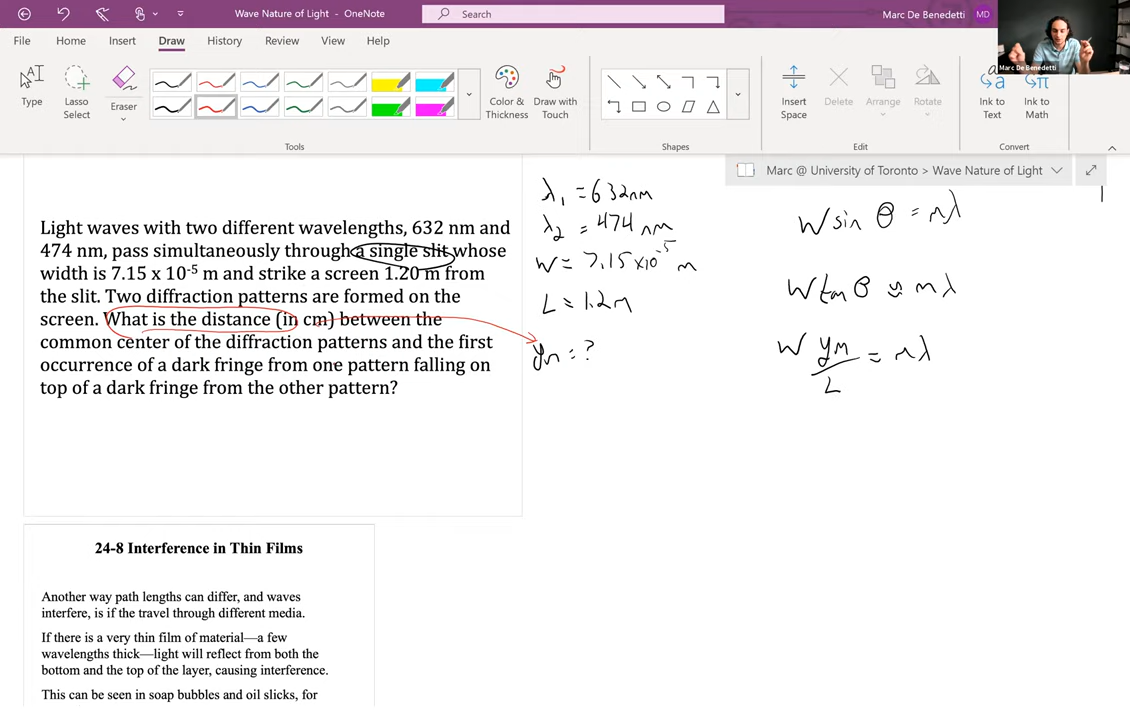 Wave Nature of Light - OneNote
Search
Marc De Benedetti
MD
File Home Insert Draw History Review View Help
Marc De Benedetti
Type
Lasso Select
Eraser
Color & Thickness
Draw with Touch
Insert Space
Delete
Arrange
Rotate
Ink to Text
Ink to Math
Tools
Shapes
Edit
Convert
Marc @ University of Toronto > Wave Nature of Light
Light waves with two different wavelengths, 632 nm and
474 nm, pass simultaneously through a single slit whose
width is 7.15 x 10⁻⁵ m and strike a screen 1.20 m from
the slit. Two diffraction patterns are formed on the
screen. What is the distance (in cm) between the
common center of the diffraction patterns and the first
occurrence of a dark fringe from one pattern falling on
top of a dark fringe from the other pattern?
λ₁ = 632nm
λ₂ = 474 nm
W = 7.15×10⁻⁵ m
L = 1.2m
yₘ = ?
W sin θ = mλ
W tan θ ≈ mλ
W yₘ/L = mλ
24-8 Interference in Thin Films
Another way path lengths can differ, and waves
interfere, is if the travel through different media.
If there is a very thin film of material—a few
wavelengths thick—light will reflect from both the
bottom and the top of the layer, causing interference.
This can be seen in soap bubbles and oil slicks, for